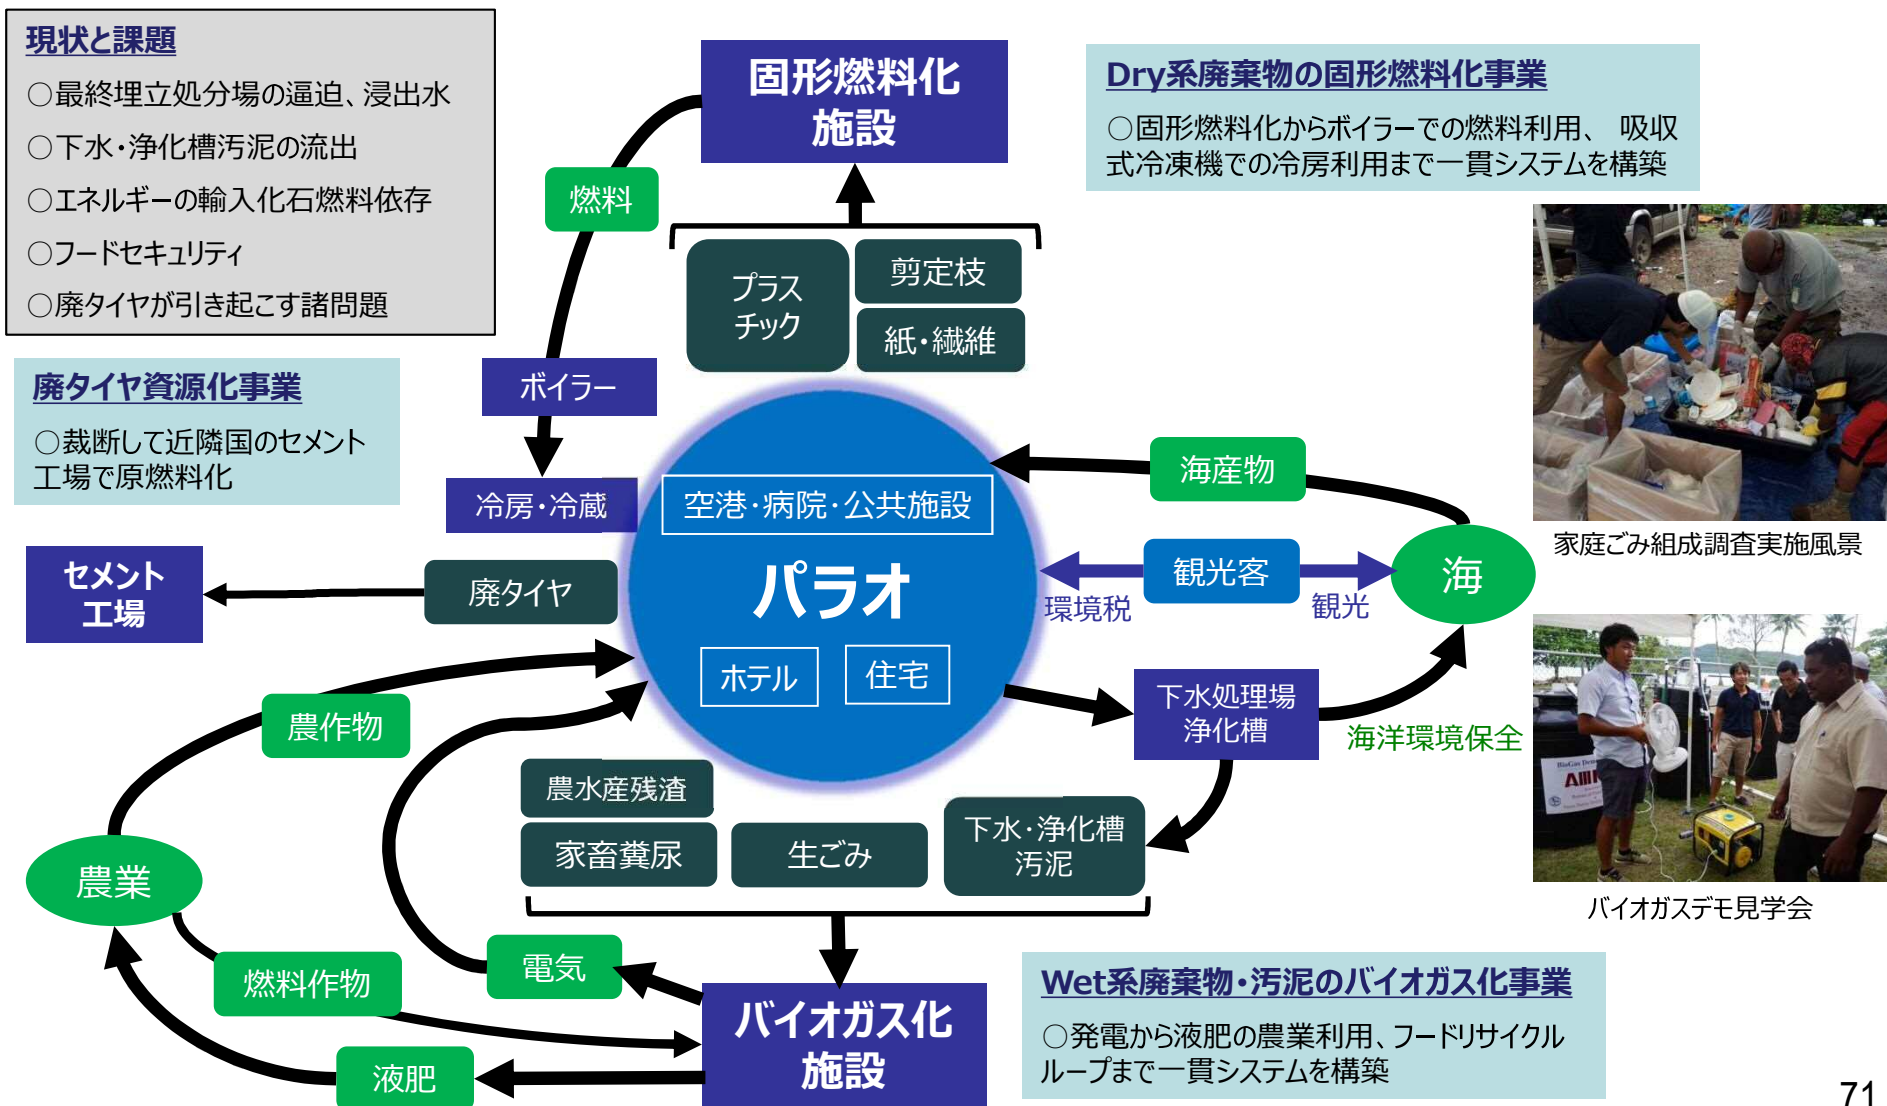 現状と課題
○最終埋立処分場の逼迫、浸出水
○下水・浄化槽汚泥の流出
○エネルギーの輸入化石燃料依存
○フードセキュリティ
○廃タイヤが引き起こす諸問題
固形燃料化
施設
Dry系廃棄物の固形燃料化事業
○固形燃料化からボイラーでの燃料利用、 吸収
式冷凍機での冷房利用まで一貫システムを構築
燃料
プラス
チック
剪定枝
紙・繊維
廃タイヤ資源化事業
○裁断して近隣国のセメント
工場で原燃料化
ボイラー
冷房・冷蔵
空港・病院・公共施設
パラオ
ホテル
住宅
海産物
観光客
環境税
観光
海
家庭ごみ組成調査実施風景
セメント
工場
廃タイヤ
農作物
下水処理場
浄化槽
海洋環境保全
農水産残渣
家畜糞尿
生ごみ
下水・浄化槽
汚泥
農業
燃料作物
電気
液肥
バイオガス化
施設
BioGas
バイオガスデモ見学会
Wet系廃棄物・汚泥のバイオガス化事業
○発電から液肥の農業利用、フードリサイクル
ループまで一貫システムを構築
71